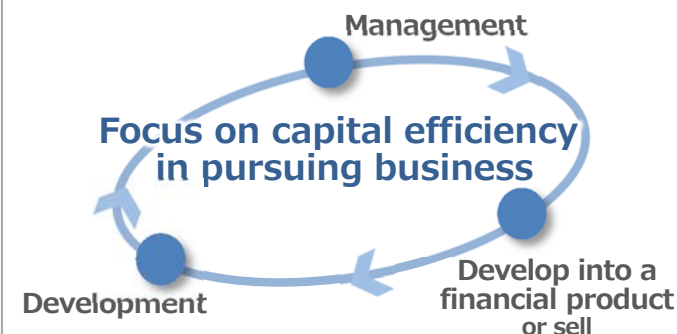 Management
Focus on capital efficiency
in pursuing business
Development
Develop into a
financial product
or sell